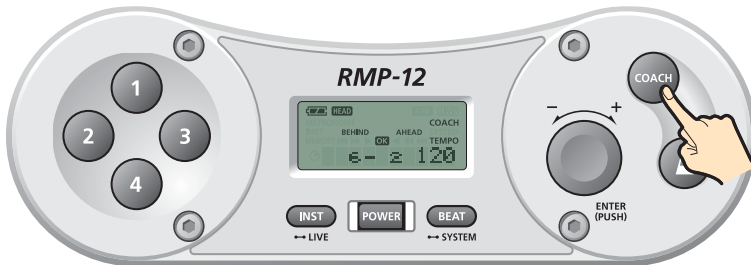 RMP-12
HEAD
COACH
BEHIND AHEAD
OK TEMPO
6- 2 120
1
2 3
4
INST POWER BEAT
LIVE SYSTEM
COACH
- +
ENTER
(PUSH)